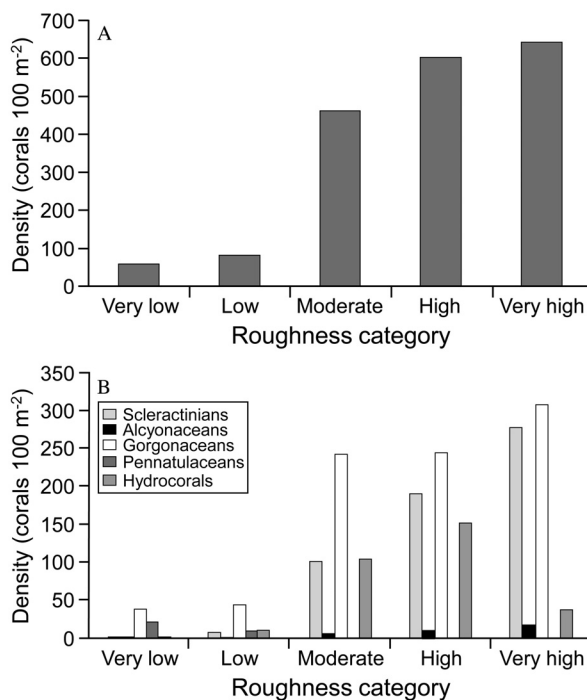 A
700
600
500
400
300
200
100
0
Density (corals 100 m⁻²)
Very low Low Moderate High Very high
Roughness category
B
350
300
250
200
150
100
50
0
Density (corals 100 m⁻²)
Scleractinians
Alcyonaceans
Gorgonaceans
Pennatulaceans
Hydrocorals
Very low Low Moderate High Very high
Roughness category